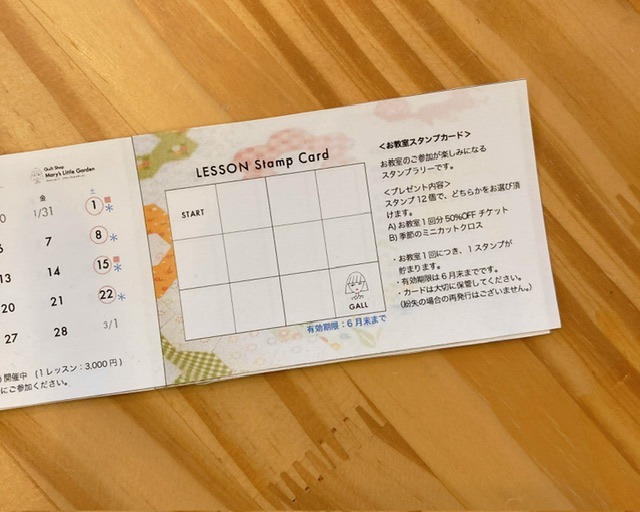 Quilt Shop
Mary's Little Garden
金 土
1/31 1
7 8
13 14 15
20 21 22
27 28 3/1
開催中 (1レッスン:3,000円)
にご参加ください。
LESSON Stamp Card
START
GALL
有効期限:6月末まで
<お教室スタンプカード>
お教室のご参加が楽しみになる
スタンプラリーです。
<プレゼント内容>
スタンプ12個で、どちらかをお選び頂
けます。
A) お教室1回分50%OFFチケット
B) 季節のミニカットクロス
・お教室1回につき、1スタンプが
貯まります。
・有効期限は6月末までです。
・カードは大切に保管してください。
(紛失の場合の再発行はございません。)